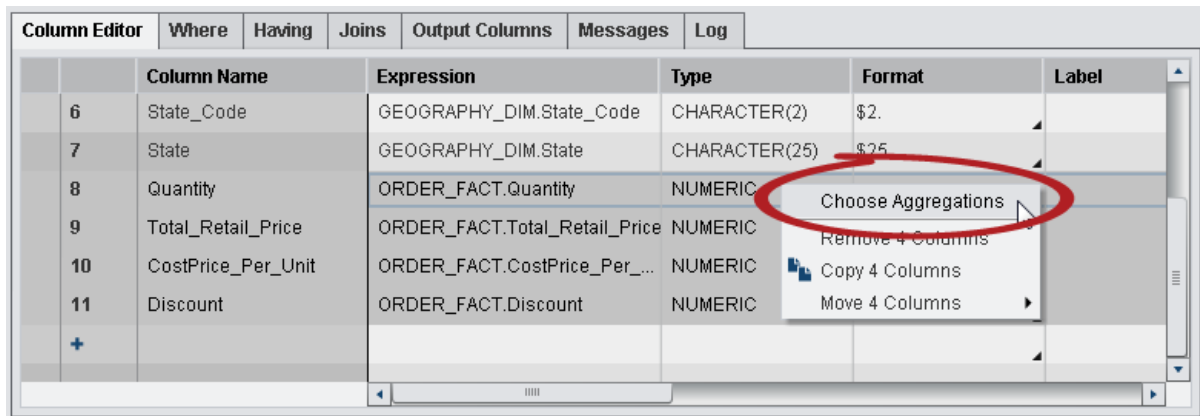 Column Editor Where Having Joins Output Columns Messages Log
Column Name Expression Type Format Label
6 State_Code GEOGRAPHY_DIM.State_Code CHARACTER(2) $2.
7 State GEOGRAPHY_DIM.State CHARACTER(25) $25.
8 Quantity ORDER_FACT.Quantity NUMERIC
Choose Aggregations
9 Total_Retail_Price ORDER_FACT.Total_Retail_Price NUMERIC
Remove 4 Columns
10 CostPrice_Per_Unit ORDER_FACT.CostPrice_Per_... NUMERIC
Copy 4 Columns
11 Discount ORDER_FACT.Discount NUMERIC
Move 4 Columns
+